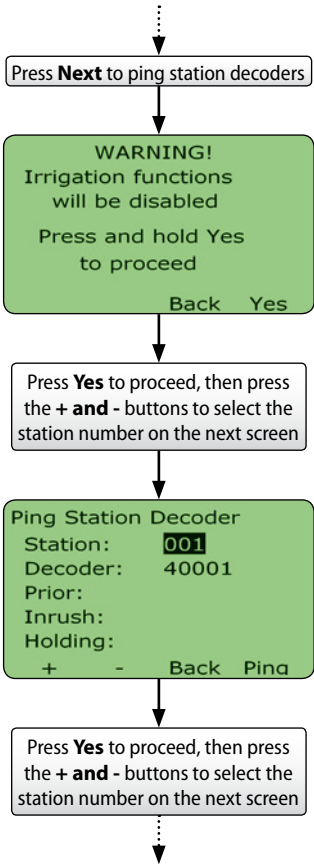 Press Next to ping station decoders
WARNING!
Irrigation functions
will be disabled
Press and hold Yes
to proceed
Back Yes
Press Yes to proceed, then press
the + and - buttons to select the
station number on the next screen
Ping Station Decoder
Station: 001
Decoder: 40001
Prior:
Inrush:
Holding:
+ - Back Ping
Press Yes to proceed, then press
the + and - buttons to select the
station number on the next screen